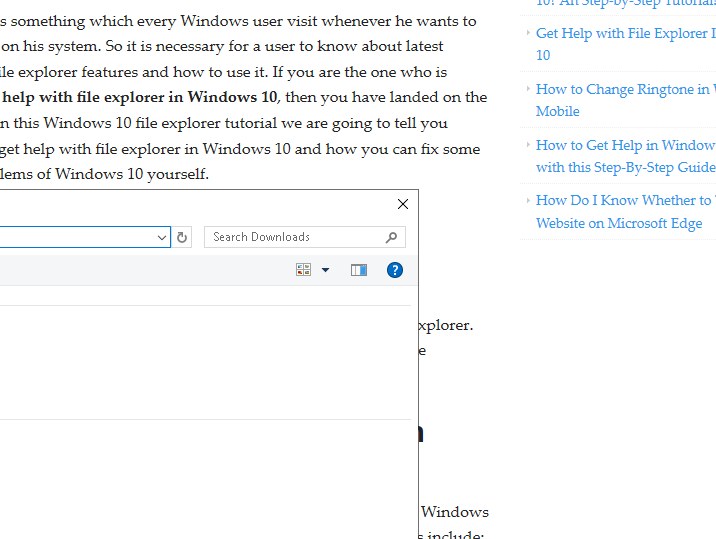 s something which every Windows user visit whenever he wants to
on his system. So it is necessary for a user to know about latest
ile explorer features and how to use it. If you are the one who is
help with file explorer in Windows 10, then you have landed on the
n this Windows 10 file explorer tutorial we are going to tell you
get help with file explorer in Windows 10 and how you can fix some
blems of Windows 10 yourself.
Search Downloads
?
xplorer.
e
n
Windows
s include:
10? An Step-by-Step Tutorials
Get Help with File Explorer I
10
How to Change Ringtone in W
Mobile
How to Get Help in Window
with this Step-By-Step Guide
How Do I Know Whether to
Website on Microsoft Edge